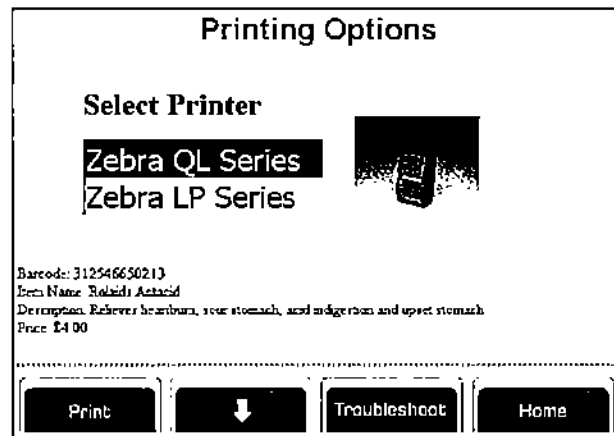 Printing Options
Select Printer
Zebra QL Series
Zebra LP Series
Barcode: 312546650213
Item Name: Rolaids Antacid
Description: Relieves heartburn, sour stomach, acid indigestion and upset stomach
Price: £4.00
Print
Troubleshoot
Home